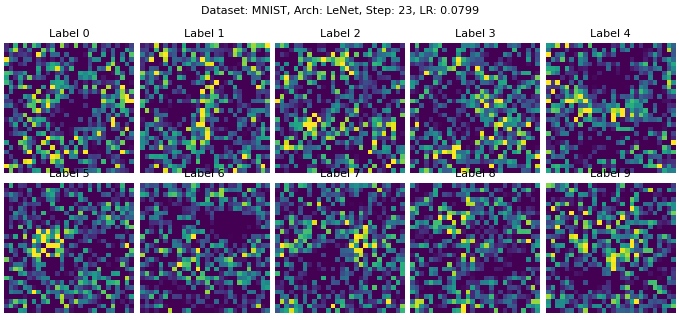 Dataset: MNIST, Arch: LeNet, Step: 23, LR: 0.0799
Label 0 Label 1 Label 2 Label 3 Label 4
Label 5 Label 6 Label 7 Label 8 Label 9